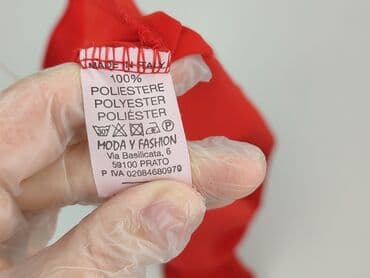 MADE IN ITALY
100%
POLIESTERE
POLYESTER
POLIÉSTER
MODA Y FASHION
Via Basilicata, 6
59100 PRATO
P IVA 02084680970